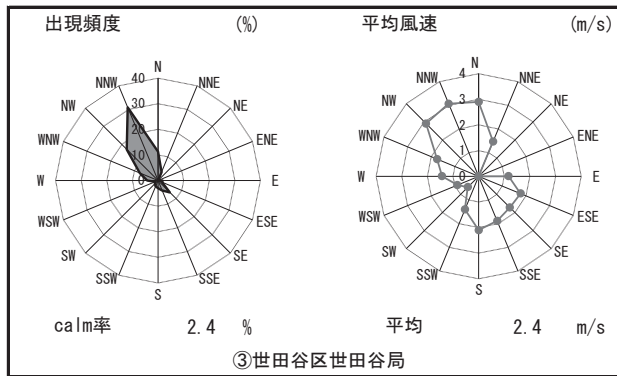 出現頻度 (%)
N
NNW NNE
40
NW NE
30
20
WNW ENE
10
W 0 E
WSW ESE
SW SE
SSW SSE
S
calm率 2.4 %
平均風速 (m/s)
N
NNW NNE
4
NW NE
3
2
WNW ENE
1
W 0 E
WSW ESE
SW SE
SSW SSE
S
平均 2.4 m/s
③世田谷区世田谷局